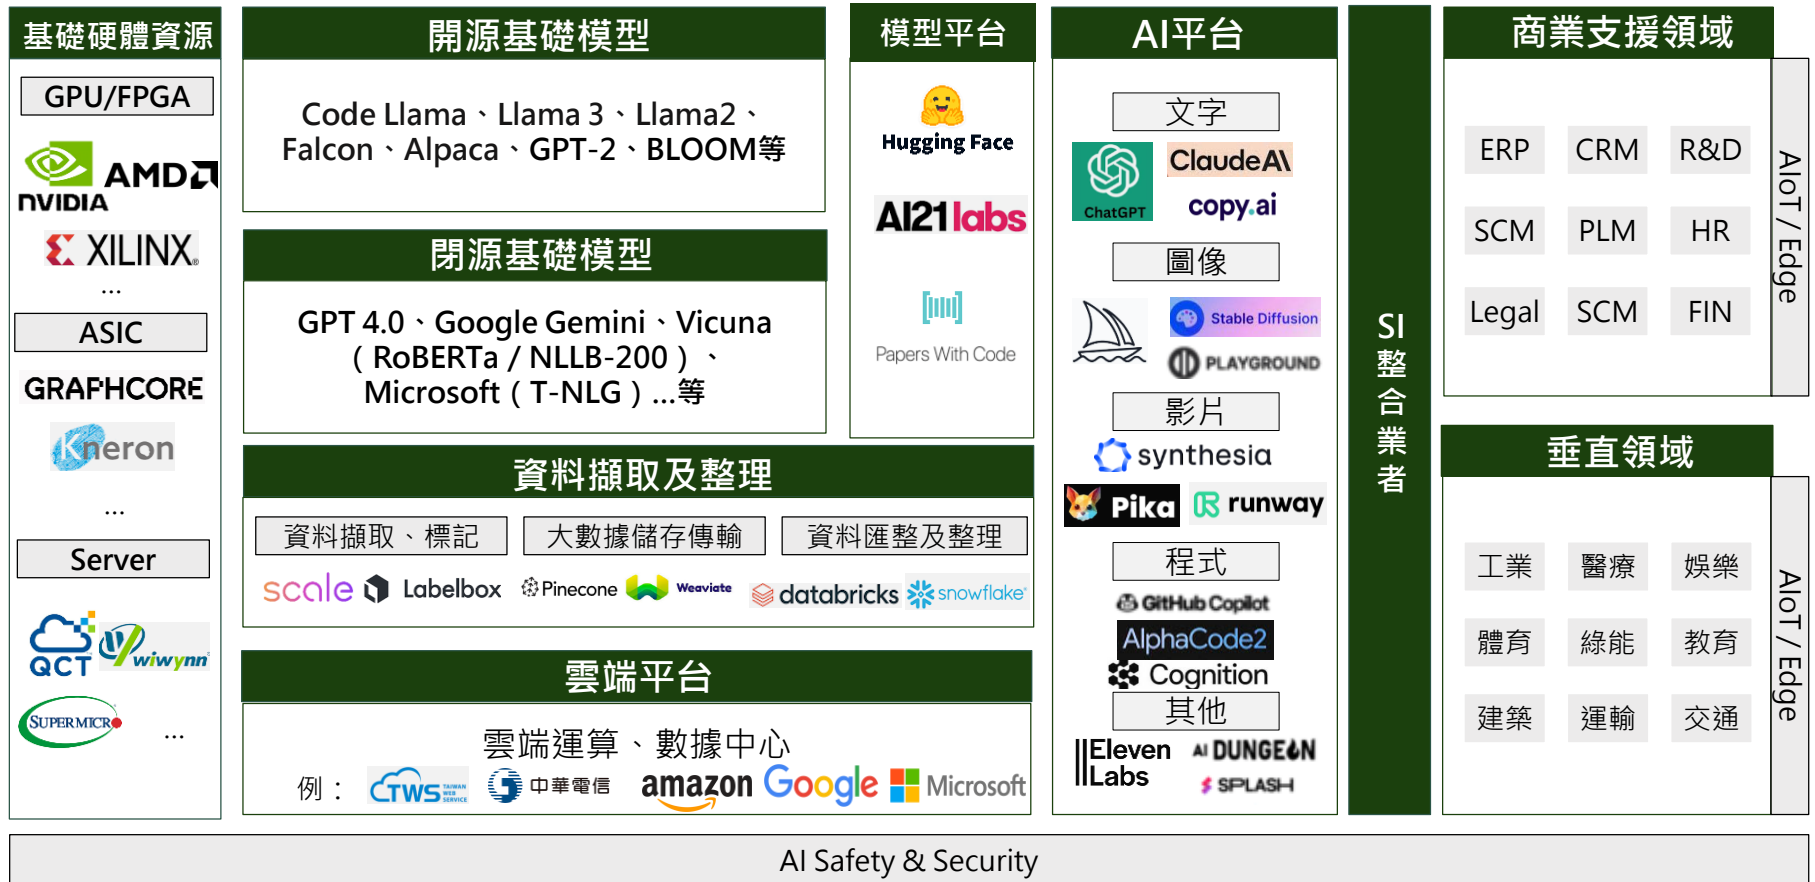 基礎硬體資源
GPU/FPGA
NVIDIA
AMD
XILINX
...
ASIC
GRAFHCORE
Kneron
...
Server
QCT
wiwynn
SUPERMICRO
...
開源基礎模型
Code Llama、Llama 3、Llama2、
Falcon、Alpaca、GPT-2、BLOOM等
閉源基礎模型
GPT 4.0、Google Gemini、Vicuna
（RoBERTa / NLLB-200）、
Microsoft（T-NLG）...等
模型平台
Hugging Face
AI21labs
Papers With Code
資料擷取及整理
資料擷取、標記
大數據儲存傳輸
資料匯整及整理
scale
Labelbox
Pinecone
Weaviate
databricks
snowflake
雲端平台
雲端運算、數據中心
例：
TWS TAIWAN WEB SERVICE
中華電信
amazon
Google
Microsoft
AI平台
文字
ChatGPT
ClaudeAI
copy.ai
圖像
Stable Diffusion
PLAYGROUND
影片
synthesia
Pika
runway
程式
GitHub Copilot
AlphaCode2
Cognition
其他
||Eleven
||Labs
AI DUNGEON
SPLASH
SI整合業者
商業支援領域
ERP CRM R&D
SCM PLM HR
Legal SCM FIN
AIoT / Edge
垂直領域
工業 醫療 娛樂
體育 綠能 教育
建築 運輸 交通
AIoT / Edge
AI Safety & Security